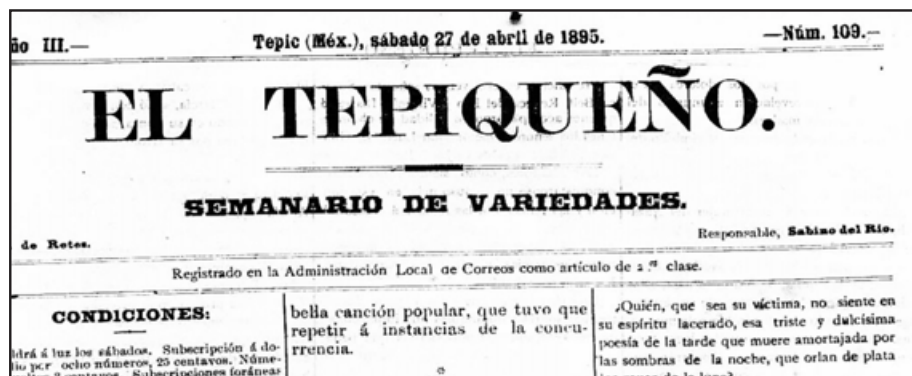 ño III.—
Tepic (Méx.), sábado 27 de abril de 1895.
—Núm. 109.—
EL TEPIQUEÑO.
SEMANARIO DE VARIEDADES.
de Retes.
Responsable, Sabino del Rio.
Registrado en la Administración Local de Correos como artículo de 2.ª clase.
CONDICIONES:
ldrá á luz los sábados. Subscripción á do-
lio por ocho números, 25 centavos. Núme-
centavos. Subscripciones foráneas
bella canción popular, que tuvo que
repetir á instancias de la concu-
rrencia.
¿Quién, que sea su víctima, no siente en
su espíritu lacerado, esa triste y dulcísima
poesía de la tarde que muere amortajada por
las sombras de la noche, que orlan de plata